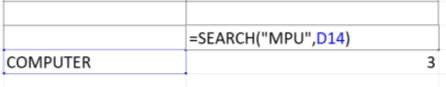 =SEARCH("MPU",D14)
COMPUTER 3